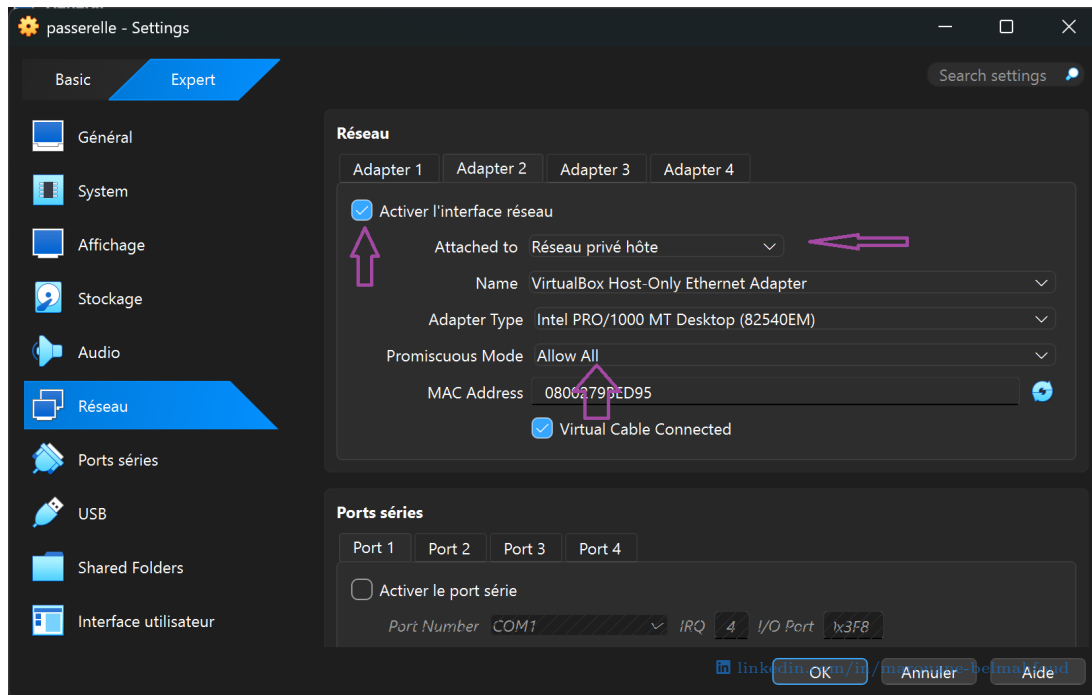 passerelle - Settings
Basic
Expert
Search settings
Général
System
Affichage
Stockage
Audio
Réseau
Ports séries
USB
Shared Folders
Interface utilisateur
Réseau
Adapter 1
Adapter 2
Adapter 3
Adapter 4
Activer l'interface réseau
Attached to Réseau privé hôte
Name VirtualBox Host-Only Ethernet Adapter
Adapter Type Intel PRO/1000 MT Desktop (82540EM)
Promiscuous Mode Allow All
MAC Address
Virtual Cable Connected
Ports séries
Port 1
Port 2
Port 3
Port 4
Activer le port série
Port Number COM1 IRQ 4 I/O Port 0x3F8
OK
Annuler
Aide